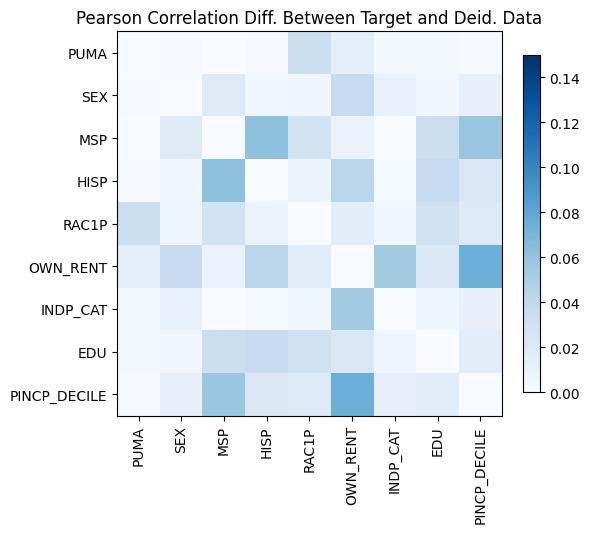 Pearson Correlation Diff. Between Target and Deid. Data
PUMA
SEX
MSP
HISP
RAC1P
OWN_RENT
INDP_CAT
EDU
PINCP_DECILE
PUMA
SEX
MSP
HISP
RAC1P
OWN_RENT
INDP_CAT
EDU
PINCP_DECILE
0.14
0.12
0.10
0.08
0.06
0.04
0.02
0.00